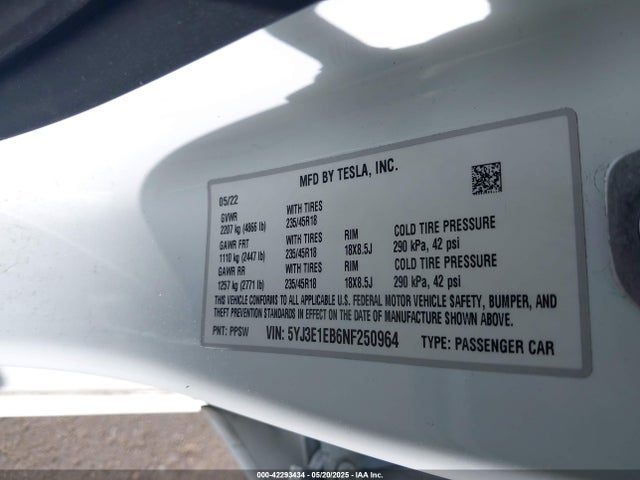 MFD BY TESLA, INC.
05/22
GVWR WITH TIRES
2207 kg (4866 lb) 235/45R18
GAWR FRT WITH TIRES RIM COLD TIRE PRESSURE
1110 kg (2447 lb) 235/45R18 18X8.5J 290 kPa, 42 psi
GAWR RR WITH TIRES RIM COLD TIRE PRESSURE
1257 kg (2771 lb) 235/45R18 18X8.5J 290 kPa, 42 psi
THIS VEHICLE CONFORMS TO ALL APPLICABLE U.S. FEDERAL MOTOR VEHICLE SAFETY, BUMPER, AND
THEFT PREVENTION STANDARDS IN EFFECT ON THE DATE OF MANUFACTURE SHOWN ABOVE.
PNT: PPSW VIN: 5YJ3E1EB6NF250964 TYPE: PASSENGER CAR
000-42293434 - 05/20/2025 - IAAI.COM